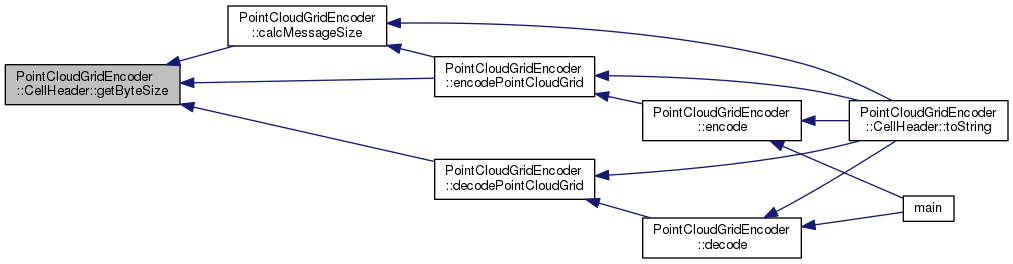 PointCloudGridEncoder
::CellHeader::getByteSize
PointCloudGridEncoder
::calcMessageSize
PointCloudGridEncoder
::encodePointCloudGrid
PointCloudGridEncoder
::encode
PointCloudGridEncoder
::CellHeader::toString
PointCloudGridEncoder
::decodePointCloudGrid
main
PointCloudGridEncoder
::decode